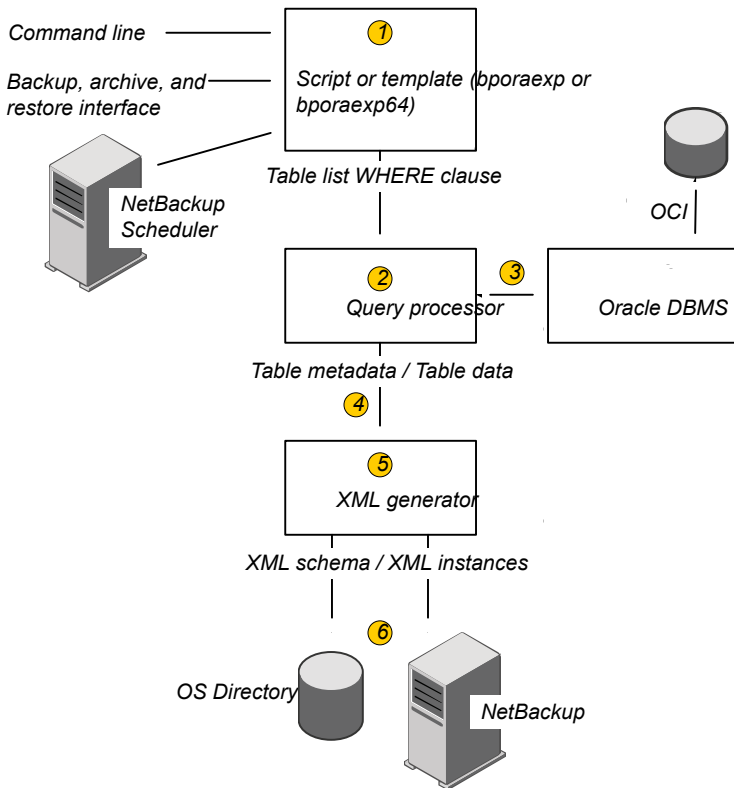 Command line
1
Backup, archive, and
restore interface
Script or template (bporaexp or
bporaexp64)
Table list WHERE clause
NetBackup
Scheduler
OCI
2
Query processor
3
Oracle DBMS
Table metadata / Table data
4
5
XML generator
XML schema / XML instances
6
OS Directory
NetBackup